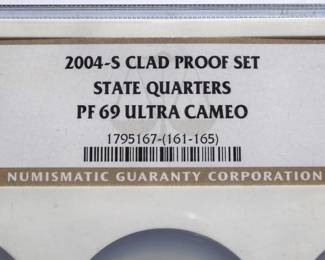 2004-S CLAD PROOF SET
STATE QUARTERS
PF 69 ULTRA CAMEO
1795167-(161-165)
NUMISMATIC GUARANTY CORPORATION